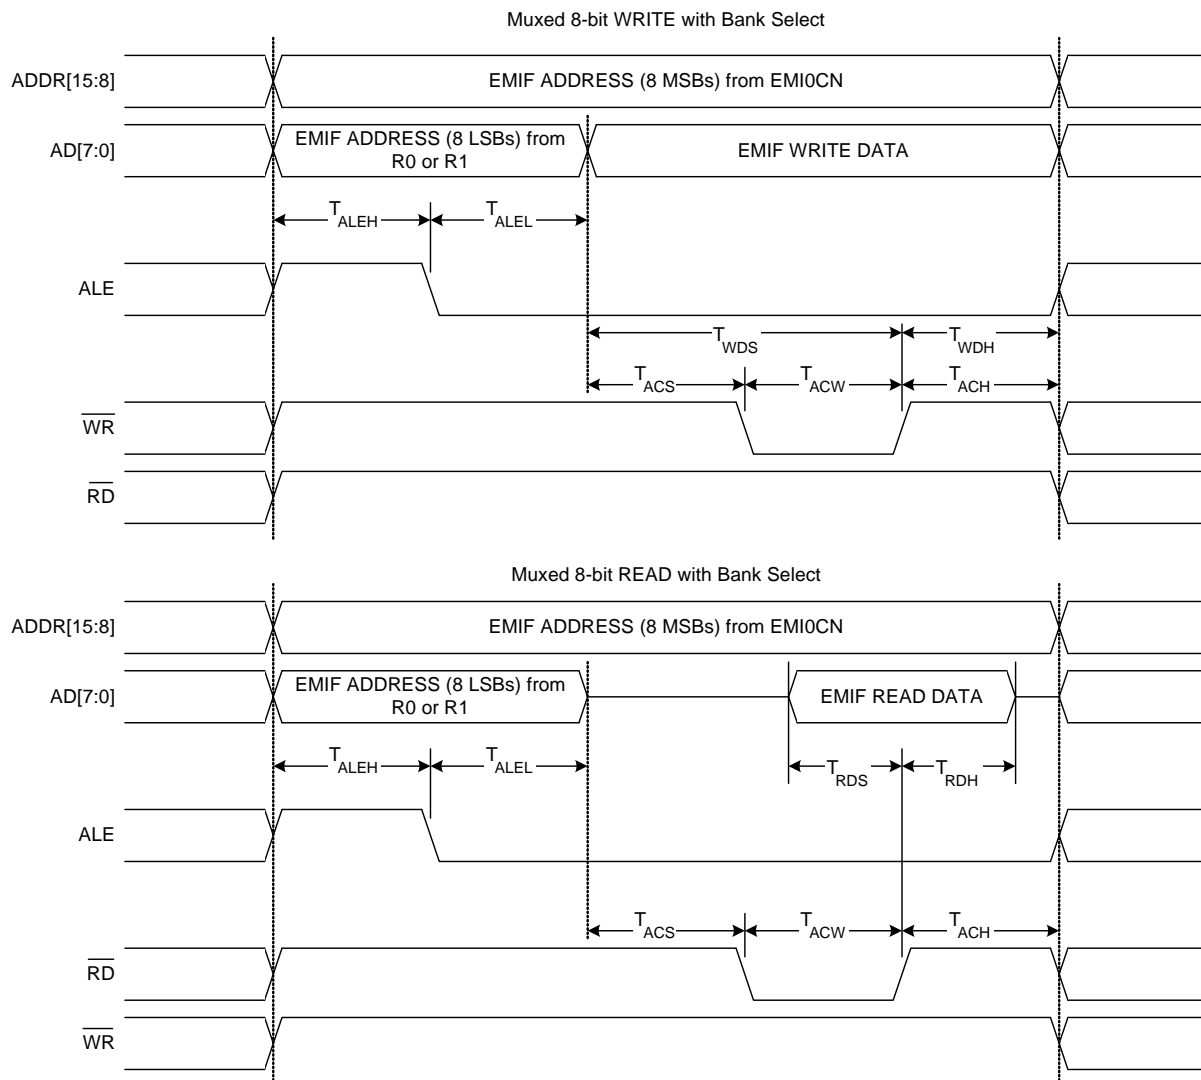 Muxed 8-bit WRITE with Bank Select
ADDR[15:8]
EMIF ADDRESS (8 MSBs) from EMI0CN
AD[7:0]
EMIF ADDRESS (8 LSBs) from
R0 or R1
EMIF WRITE DATA
TALEH
TALEL
ALE
TWDS
TWDH
TACS
TACW
TACH
WR
RD
Muxed 8-bit READ with Bank Select
ADDR[15:8]
EMIF ADDRESS (8 MSBs) from EMI0CN
AD[7:0]
EMIF ADDRESS (8 LSBs) from
R0 or R1
EMIF READ DATA
TALEH
TALEL
TRDS
TRDH
ALE
TACS
TACW
TACH
RD
WR